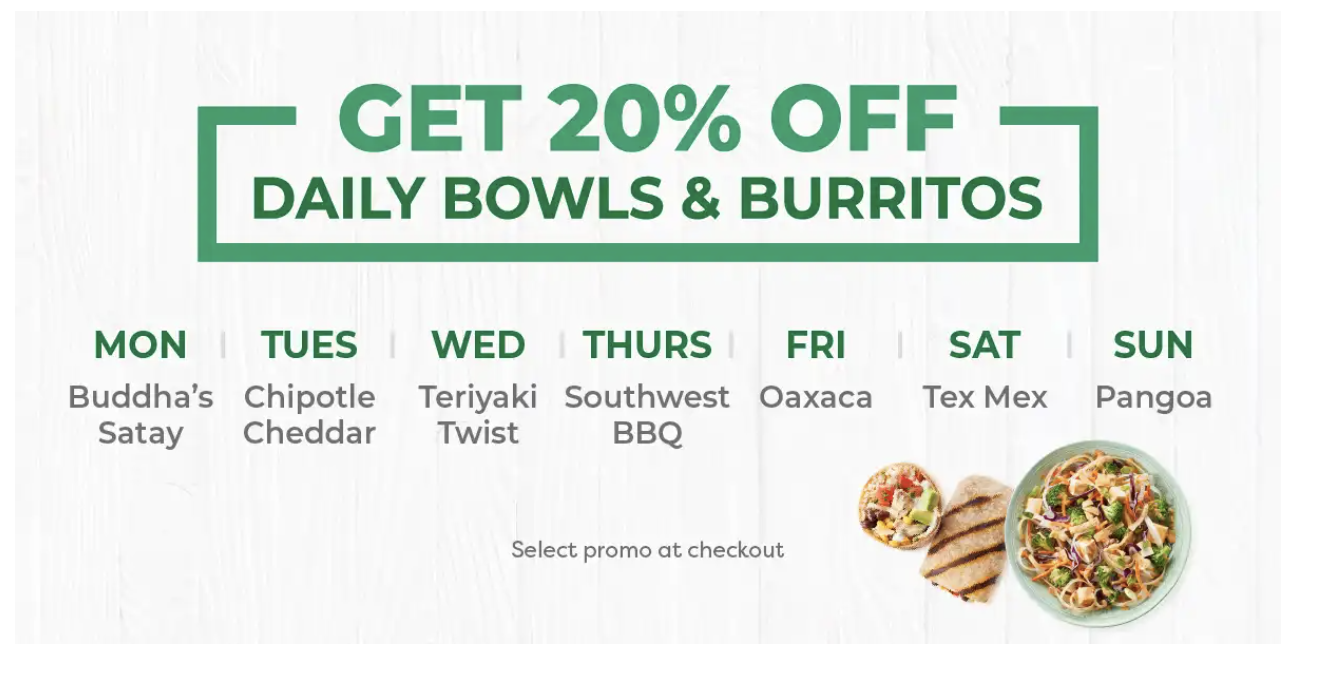 GET 20% OFF
DAILY BOWLS & BURRITOS
MON | TUES | WED | THURS | FRI | SAT | SUN
Buddha’s Satay
Chipotle Cheddar
Teriyaki Twist
Southwest BBQ
Oaxaca
Tex Mex
Pangoa
Select promo at checkout